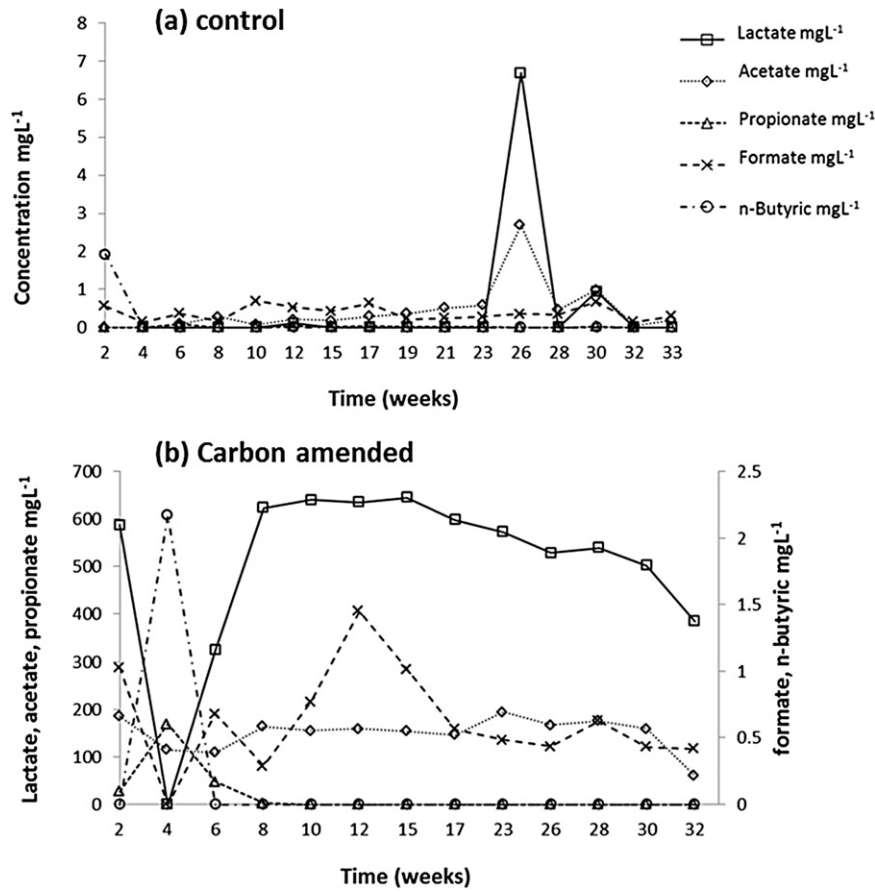 (a) control
8
7
6
5
4
3
2
1
0
Concentration mgL⁻¹
2 4 6 8 10 12 15 17 19 21 23 26 28 30 32 33
Time (weeks)
Lactate mgL⁻¹
Acetate mgL⁻¹
Propionate mgL⁻¹
Formate mgL⁻¹
n-Butyric mgL⁻¹
(b) Carbon amended
700
600
500
400
300
200
100
0
Lactate, acetate, propionate mgL⁻¹
2.5
2
1.5
1
0.5
0
formate, n-butyric mgL⁻¹
2 4 6 8 10 12 15 17 23 26 28 30 32
Time (weeks)